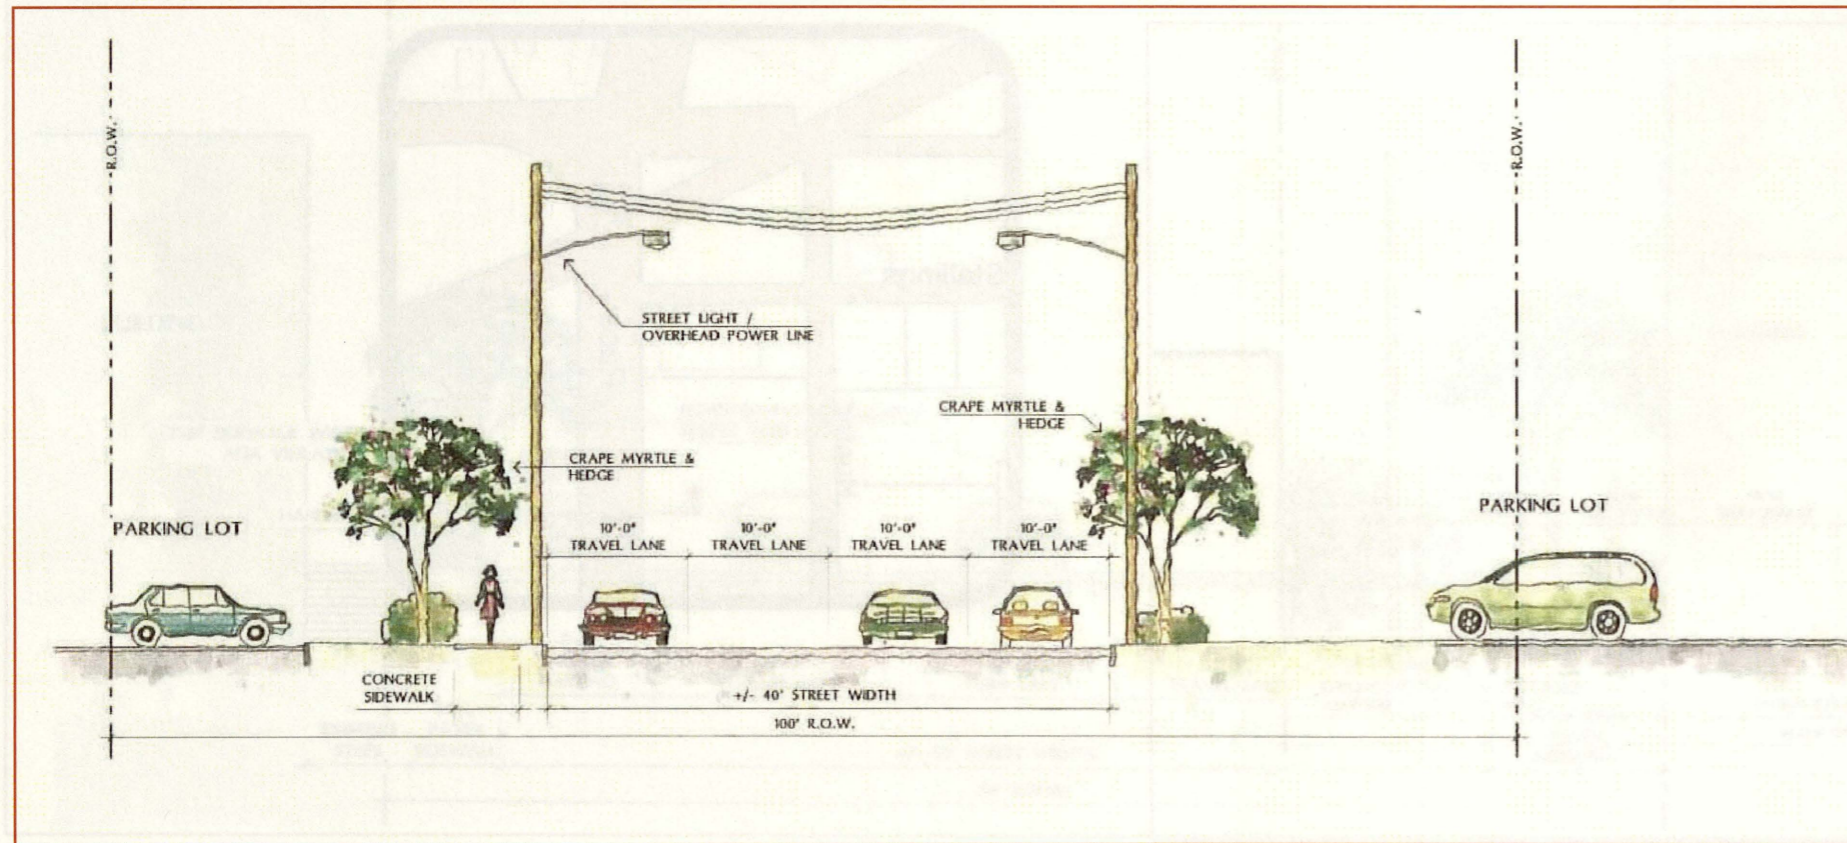 R.O.W.
R.O.W.
STREET LIGHT /
OVERHEAD POWER LINE
CRAPE MYRTLE &
HEDGE
CRAPE MYRTLE &
HEDGE
PARKING LOT
PARKING LOT
10'-0"
TRAVEL LANE
10'-0"
TRAVEL LANE
10'-0"
TRAVEL LANE
10'-0"
TRAVEL LANE
CONCRETE
SIDEWALK
+/- 40' STREET WIDTH
100' R.O.W.